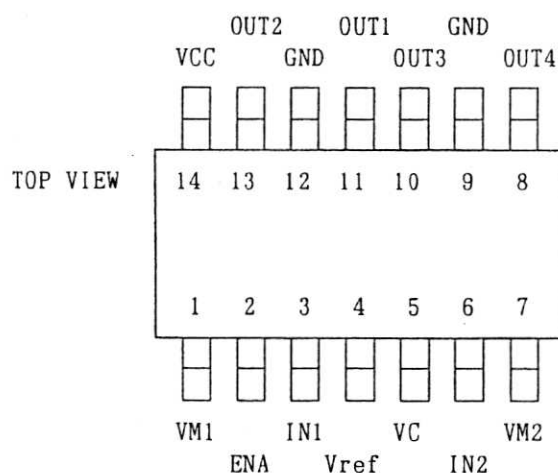 OUT2 OUT1 GND
VCC GND OUT3 OUT4
TOP VIEW 14 13 12 11 10 9 8
1 2 3 4 5 6 7
VM1 IN1 VC VM2
ENA Vref IN2